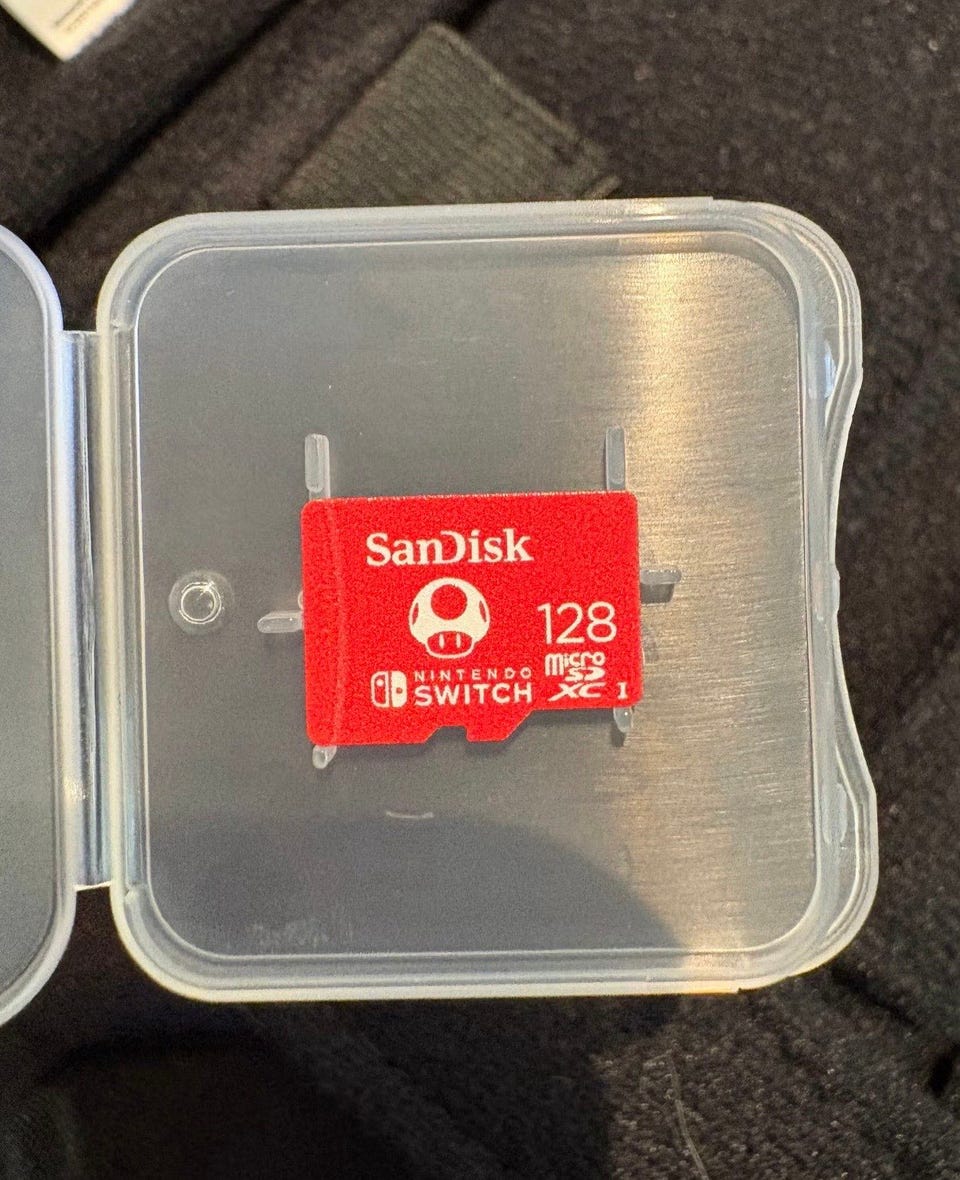 SanDisk
128
NINTENDO
SWITCH
micro
SD
XC I